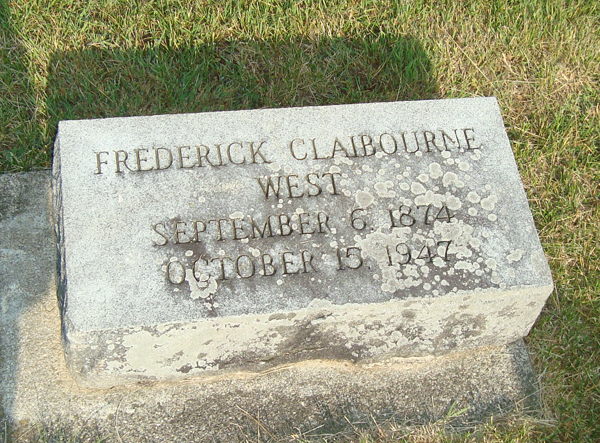 FREDERICK CLAIBOURNE
WEST
SEPTEMBER 6, 1874
OCTOBER 15, 1947